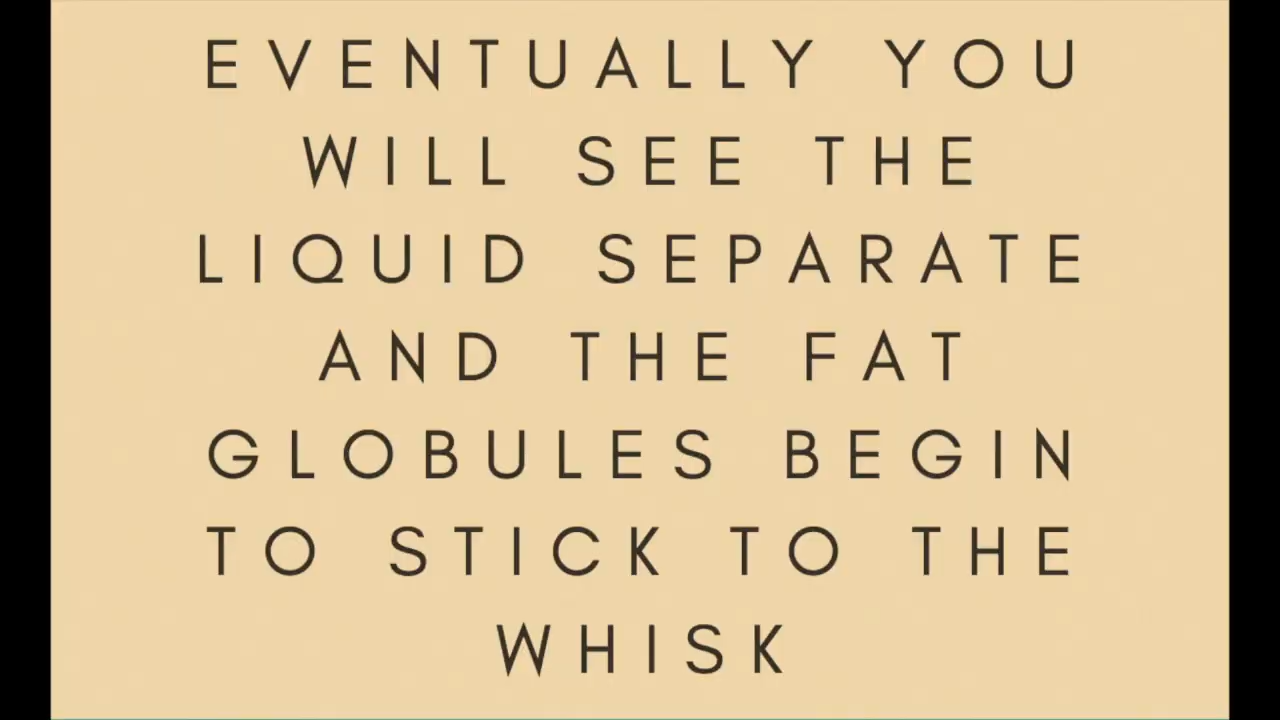 EVENTUALLY YOU
WILL SEE THE
LIQUID SEPARATE
AND THE FAT
GLOBULES BEGIN
TO STICK TO THE
WHISK